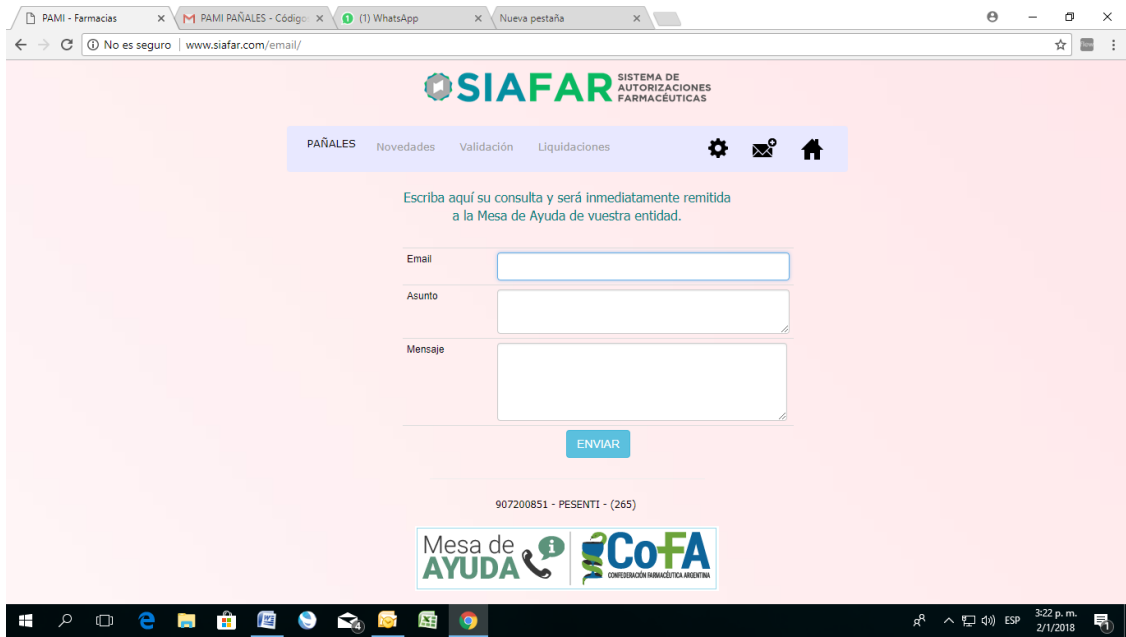 PAMI - Farmacias
PAMI PAÑALES - Código
(1) WhatsApp
Nueva pestaña
No es seguro | www.siafar.com/email/
SIAFAR
SISTEMA DE
AUTORIZACIONES
FARMACÉUTICAS
PAÑALES Novedades Validación Liquidaciones
Escriba aquí su consulta y será inmediatamente remitida
a la Mesa de Ayuda de vuestra entidad.
Email
Asunto
Mensaje
ENVIAR
907200851 - PESENTI - (265)
Mesa de
AYUDA
CoFA
CONFEDERACIÓN FARMACÉUTICA ARGENTINA
4
ESP
3:22 p. m.
2/1/2018
1